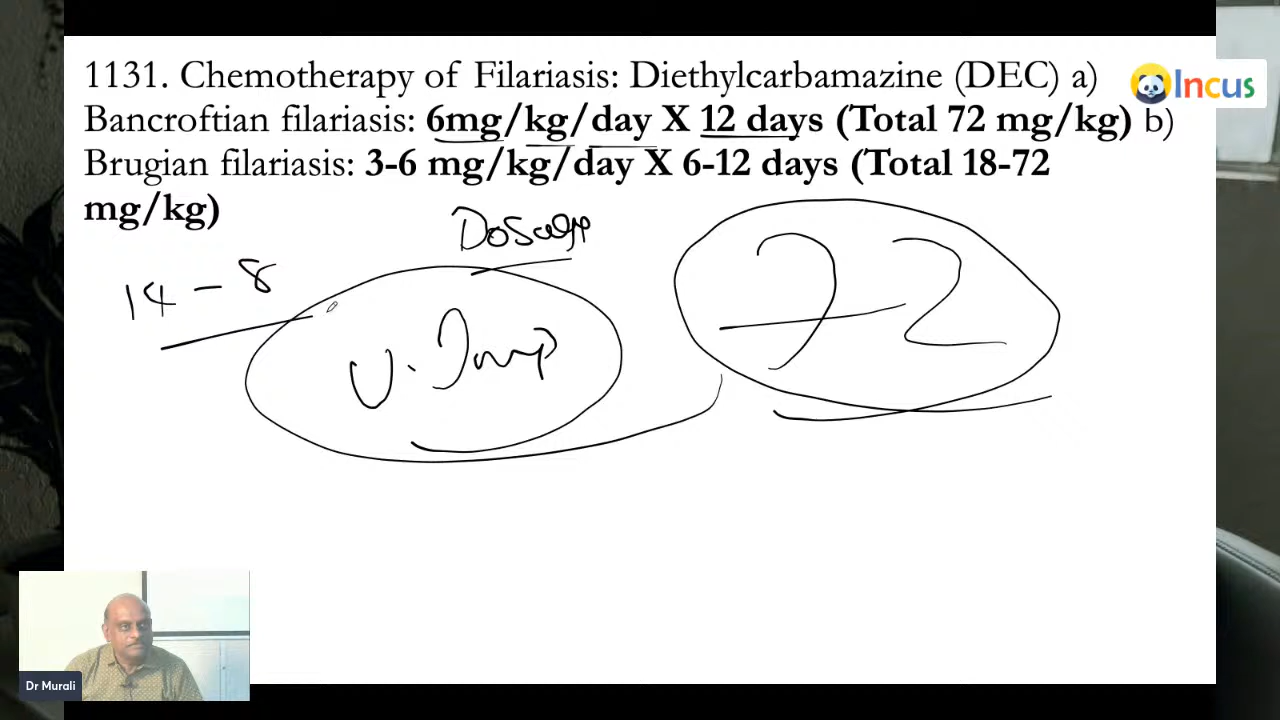 1131. Chemotherapy of Filariasis: Diethylcarbamazine (DEC) a)
Incus
Bancroftian filariasis: 6mg/kg/day X 12 days (Total 72 mg/kg) b)
Brugian filariasis: 3-6 mg/kg/day X 6-12 days (Total 18-72
mg/kg)
Dosage
14 - 8
72
V. Imp
Dr Murali